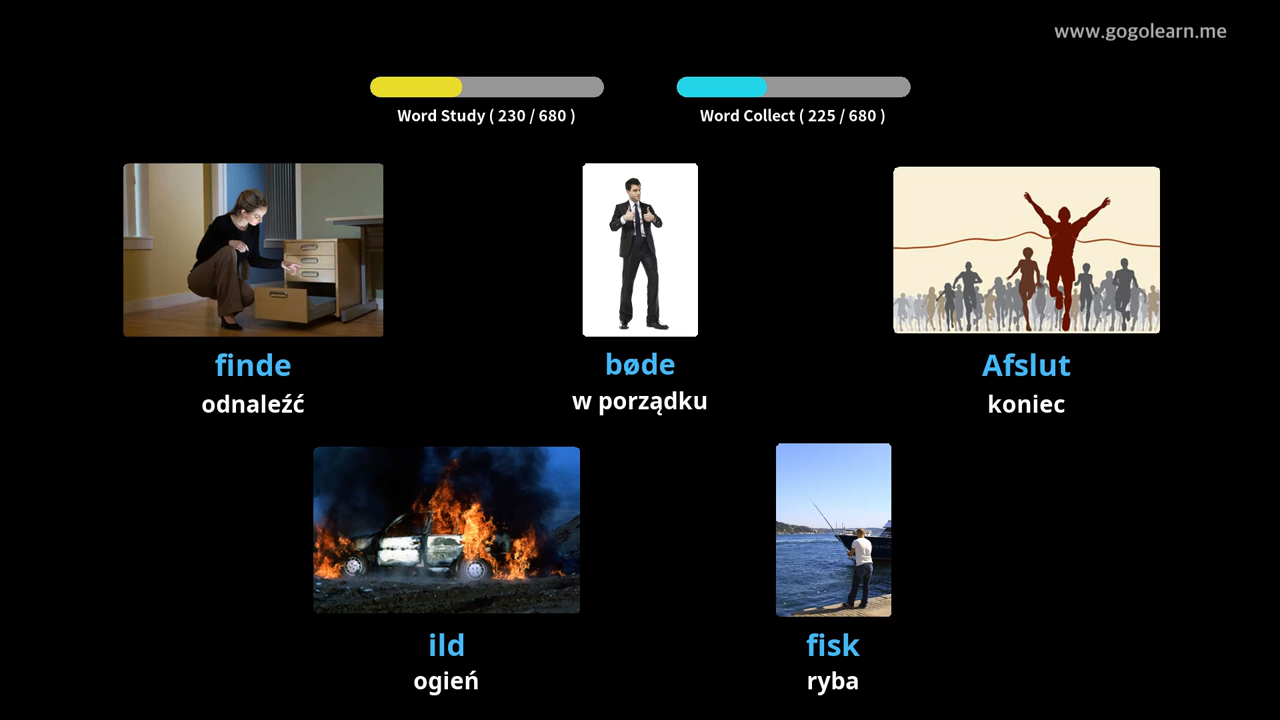 www.gogolearn.me
Word Study ( 230 / 680 )
Word Collect ( 225 / 680 )
finde
odnaleźć
bøde
w porządku
Afslut
koniec
ild
ogień
fisk
ryba